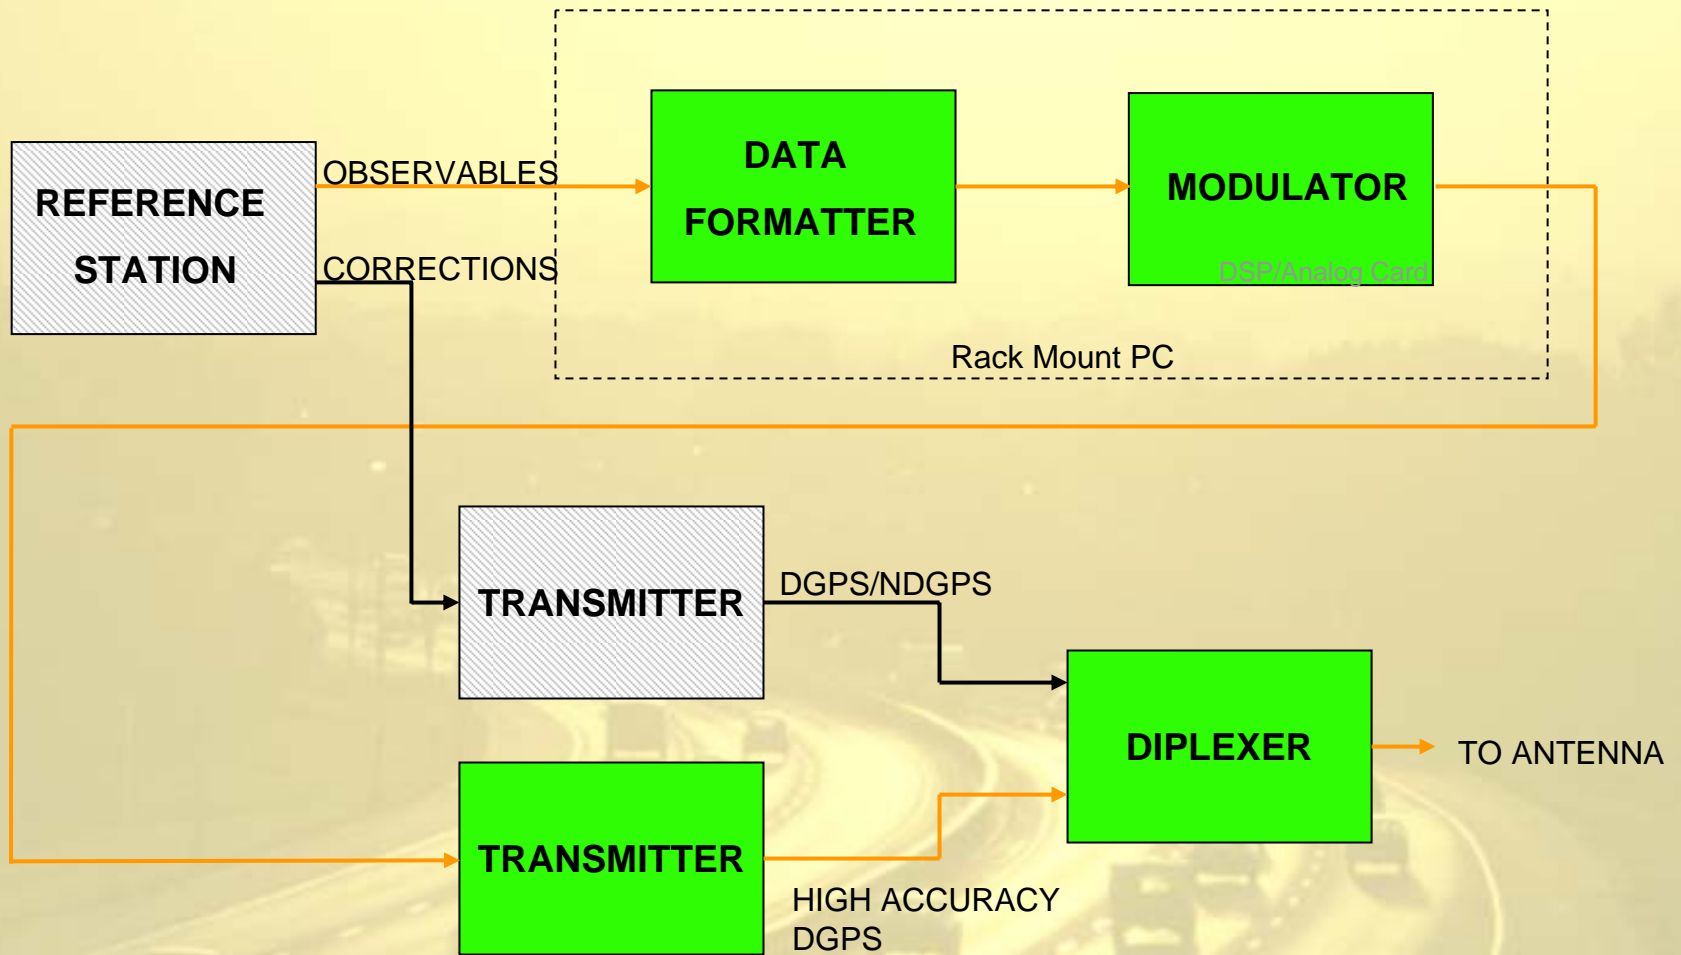 REFERENCE
STATION
OBSERVABLES
CORRECTIONS
DATA
FORMATTER
MODULATOR
DSP/Analog Card
Rack Mount PC
TRANSMITTER
DGPS/NDGPS
DIPLEXER
TO ANTENNA
TRANSMITTER
HIGH ACCURACY
DGPS